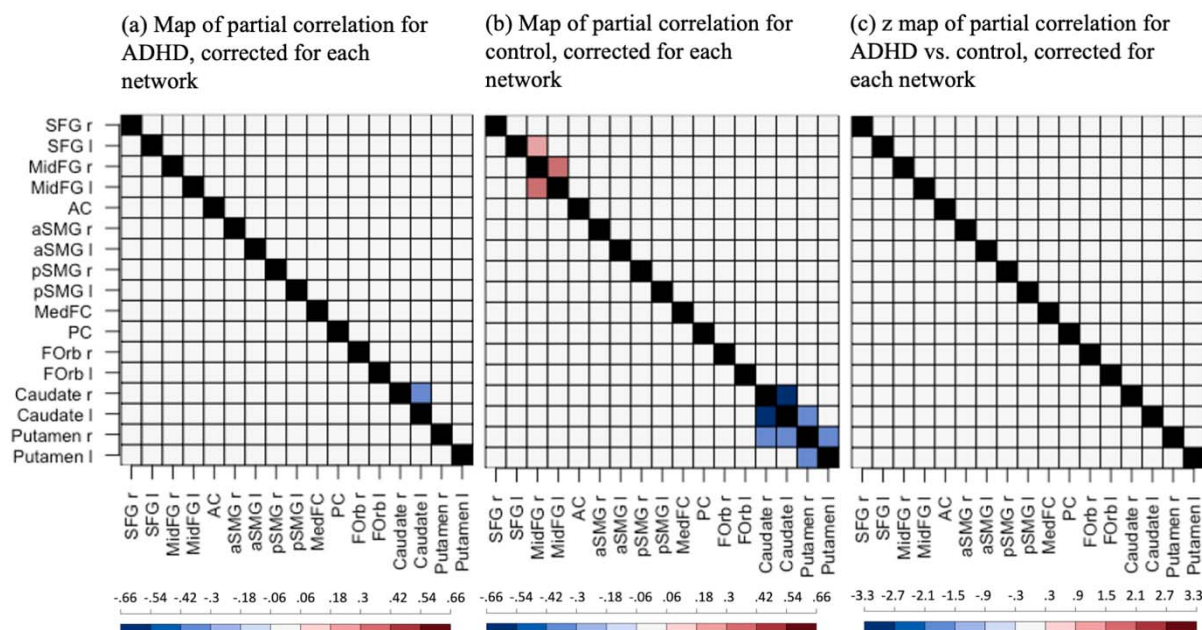 (a) Map of partial correlation for
ADHD, corrected for each
network
(b) Map of partial correlation for
control, corrected for each
network
(c) z map of partial correlation for
ADHD vs. control, corrected for
each network
SFG r
SFG l
MidFG r
MidFG l
AC
aSMG r
aSMG l
pSMG r
pSMG l
MedFC
PC
FOrb r
FOrb l
Caudate r
Caudate l
Putamen r
Putamen l
SFG r SFG l MidFG r MidFG l AC aSMG r aSMG l pSMG r pSMG l MedFC PC FOrb r FOrb l Caudate r Caudate l Putamen r Putamen l
SFG r SFG l MidFG r MidFG l AC aSMG r aSMG l pSMG r pSMG l MedFC PC FOrb r FOrb l Caudate r Caudate l Putamen r Putamen l
SFG r SFG l MidFG r MidFG l AC aSMG r aSMG l pSMG r pSMG l MedFC PC FOrb r FOrb l Caudate r Caudate l Putamen r Putamen l
-.66 -.54 -.42 -.3 -.18 -.06 .06 .18 .3 .42 .54 .66
-.66 -.54 -.42 -.3 -.18 -.06 .06 .18 .3 .42 .54 .66
-3.3 -2.7 -2.1 -1.5 -.9 -.3 .3 .9 1.5 2.1 2.7 3.3